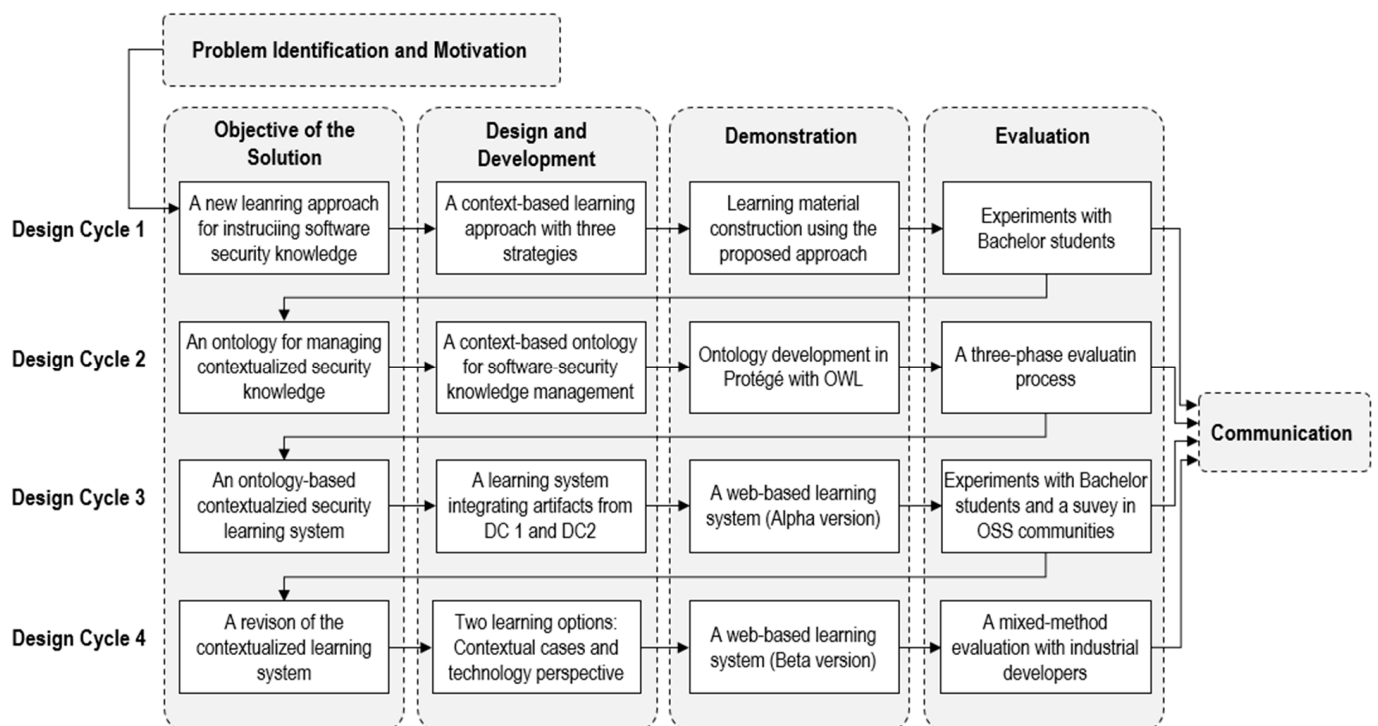 Problem Identification and Motivation
Objective of the
Solution
Design and
Development
Demonstration
Evaluation
Design Cycle 1
A new leanring approach
for instruciing software
security knowledge
A context-based learning
approach with three
strategies
Learning material
construction using the
proposed approach
Experiments with
Bachelor students
Design Cycle 2
An ontology for managing
contextualized security
knowledge
A context-based ontology
for software-security
knowledge management
Ontology development in
Protégé with OWL
A three-phase evaluatin
process
Communication
Design Cycle 3
An ontology-based
contextualzied security
learning system
A learning system
integrating artifacts from
DC 1 and DC2
A web-based learning
system (Alpha version)
Experiments with Bachelor
students and a suvey in
OSS communities
Design Cycle 4
A revison of the
contextualized learning
system
Two learning options:
Contextual cases and
technology perspective
A web-based learning
system (Beta version)
A mixed-method
evaluation with industrial
developers